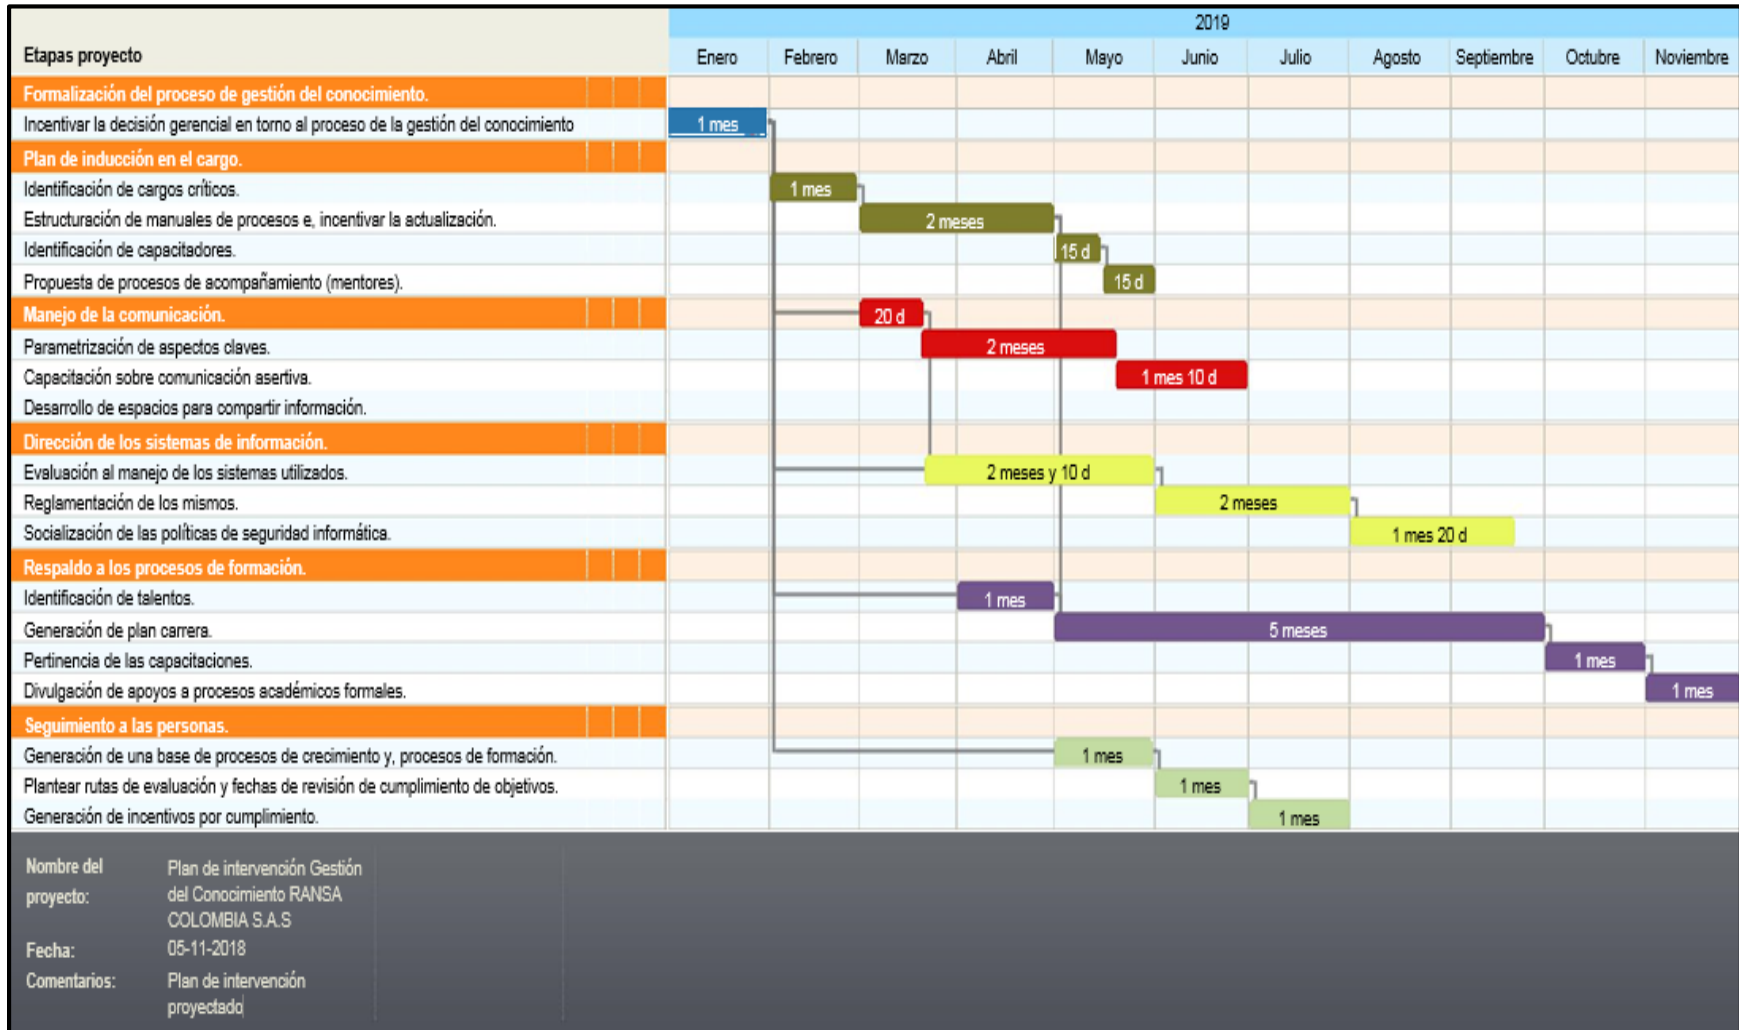 2019
Etapas proyecto Enero Febrero Marzo Abril Mayo Junio Julio Agosto Septiembre Octubre Noviembre
Formalización del proceso de gestión del conocimiento.
Incentivar la decisión gerencial en torno al proceso de la gestión del conocimiento 1 mes
Plan de inducción en el cargo.
Identificación de cargos críticos. 1 mes
Estructuración de manuales de procesos e, incentivar la actualización. 2 meses
Identificación de capacitadores. 15 d
Propuesta de procesos de acompañamiento (mentores). 15 d
Manejo de la comunicación. 20 d
Parametrización de aspectos claves. 2 meses
Capacitación sobre comunicación asertiva. 1 mes 10 d
Desarrollo de espacios para compartir información.
Dirección de los sistemas de información.
Evaluación al manejo de los sistemas utilizados. 2 meses y 10 d
Reglamentación de los mismos. 2 meses
Socialización de las políticas de seguridad informática. 1 mes 20 d
Respaldo a los procesos de formación.
Identificación de talentos. 1 mes
Generación de plan carrera. 5 meses
Pertinencia de las capacitaciones. 1 mes
Divulgación de apoyos a procesos académicos formales. 1 mes
Seguimiento a las personas.
Generación de una base de procesos de crecimiento y, procesos de formación. 1 mes
Plantear rutas de evaluación y fechas de revisión de cumplimiento de objetivos. 1 mes
Generación de incentivos por cumplimiento. 1 mes
Nombre del proyecto: Plan de intervención Gestión
del Conocimiento RANSA
COLOMBIA S.A.S
Fecha: 05-11-2018
Comentarios: Plan de intervención
proyectado